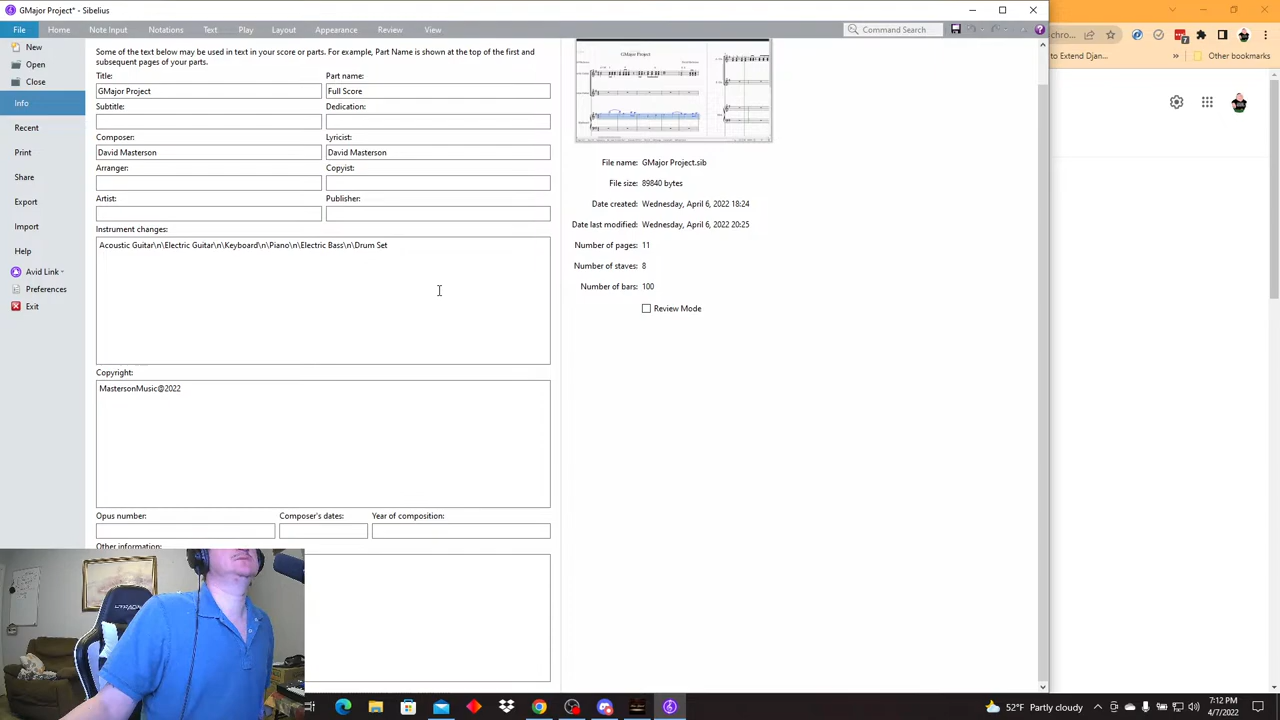 GMajor Project* - Sibelius
File Home Note Input Notations Text Play Layout Appearance Review View Command Search
New
Open
Close
Info
Recent
Print
Share
Export
Import
Help
Avid Link
Preferences
Exit
Some of the text below may be used in text in your score or parts. For example, Part Name is shown at the top of the first and
subsequent pages of your parts.
Title: Part name:
GMajor Project Full Score
Subtitle: Dedication:
Composer: Lyricist:
David Masterson David Masterson
Arranger: Copyist:
Artist: Publisher:
Instrument changes:
Acoustic Guitar\n\Electric Guitar\n\Keyboard\n\Piano\n\Electric Bass\n\Drum Set
Copyright:
MastersonMusic@2022
Opus number: Composer's dates: Year of composition:
Other information:
GMajor Project
File name: GMajor Project.sib
File size: 89840 bytes
Date created: Wednesday, April 6, 2022 18:24
Date last modified: Wednesday, April 6, 2022 20:25
Number of pages: 11
Number of staves: 8
Number of bars: 100
Review Mode
chro...
7
to Extend Djan...
»
Other bookmarks
52°F Partly cloudy
7:12 PM
4/7/2022